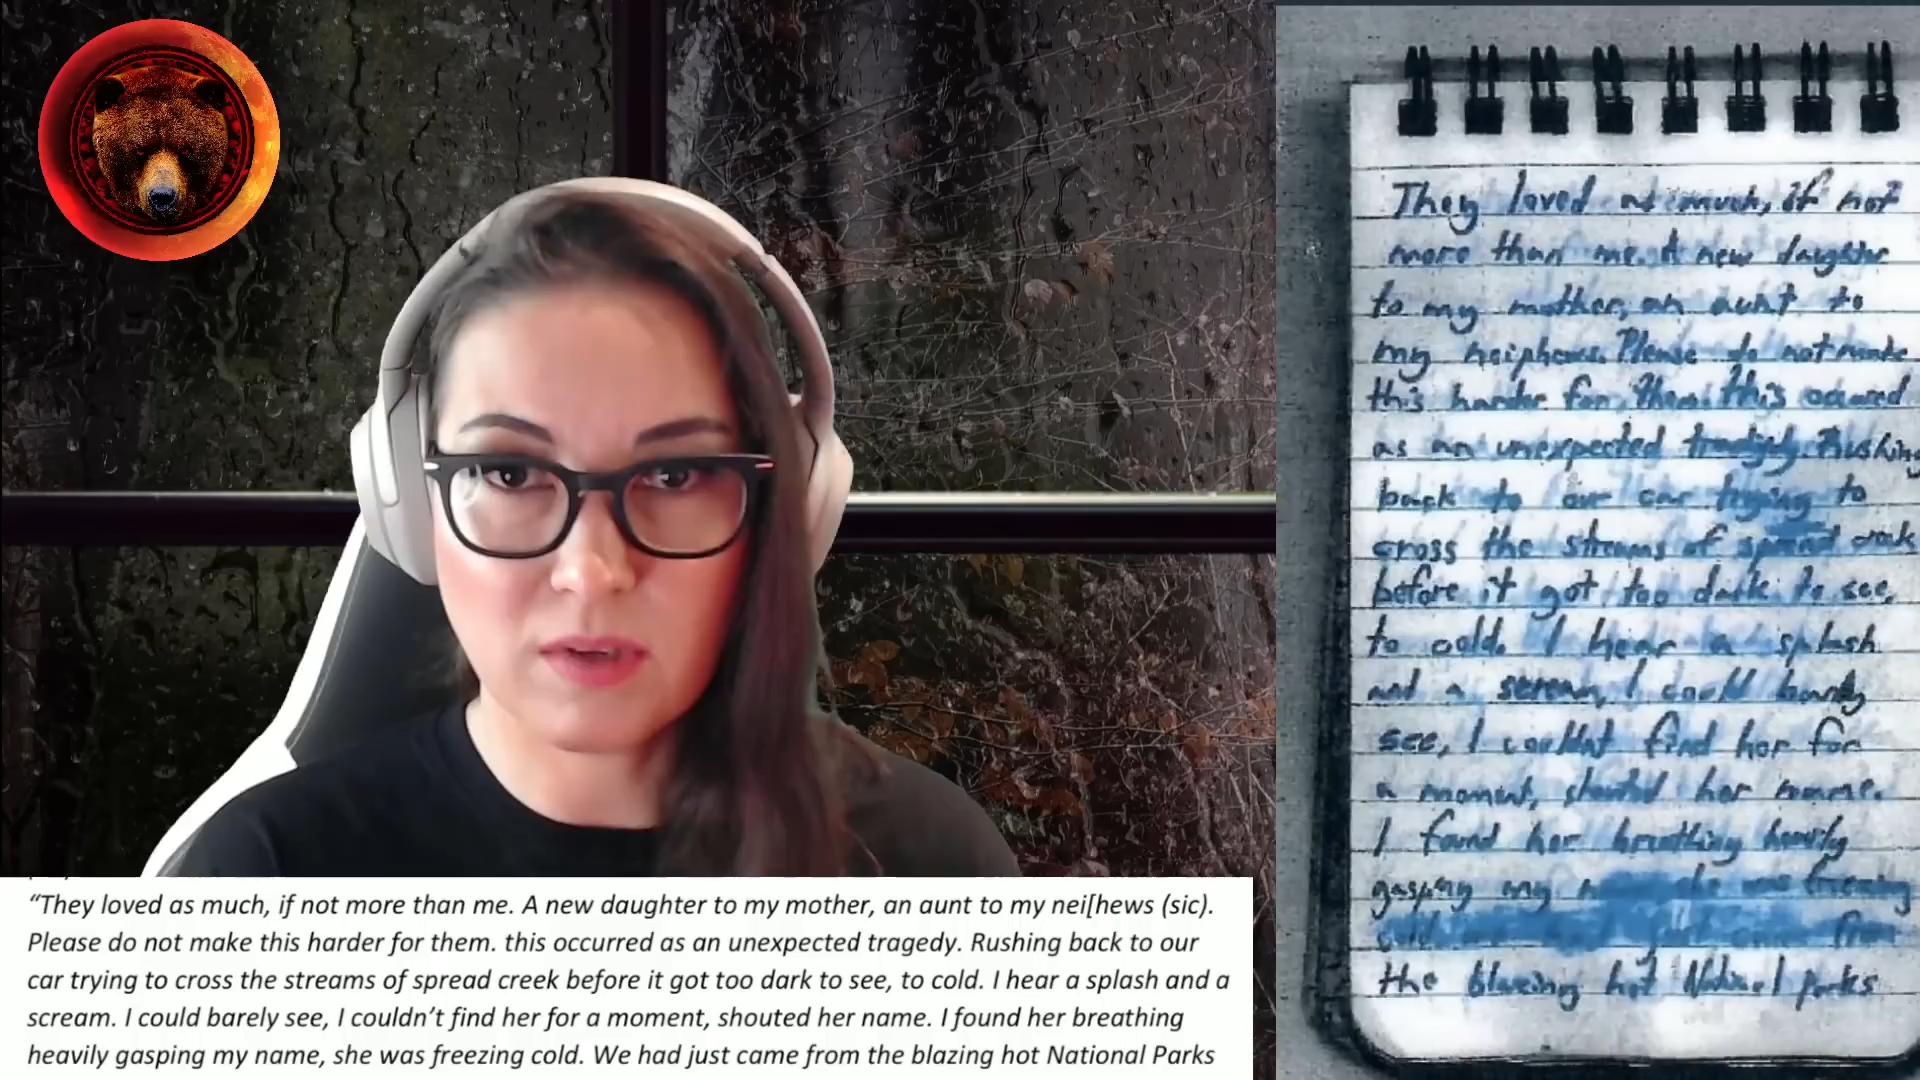 “They loved as much, if not more than me. A new daughter to my mother, an aunt to my nei[hews (sic).
Please do not make this harder for them. this occurred as an unexpected tragedy. Rushing back to our
car trying to cross the streams of spread creek before it got too dark to see, to cold. I hear a splash and a
scream. I could barely see, I couldn’t find her for a moment, shouted her name. I found her breathing
heavily gasping my name, she was freezing cold. We had just came from the blazing hot National Parks
They loved as much, if not
more than me. A new daughter
to my mother, an aunt to
my neiphews. Please do not make
this harder for them. this occured
as an unexpected tradgedy. Rushing
back to our car trying to
cross the streams of spread creek
before it got too dark to see,
to cold. I hear a splash
and a scream, I could barely
see, I couldnt find her for
a moment, shouted her name.
I found her breathing heavily
gasping my she was freezing
from
the blazing hot National parks